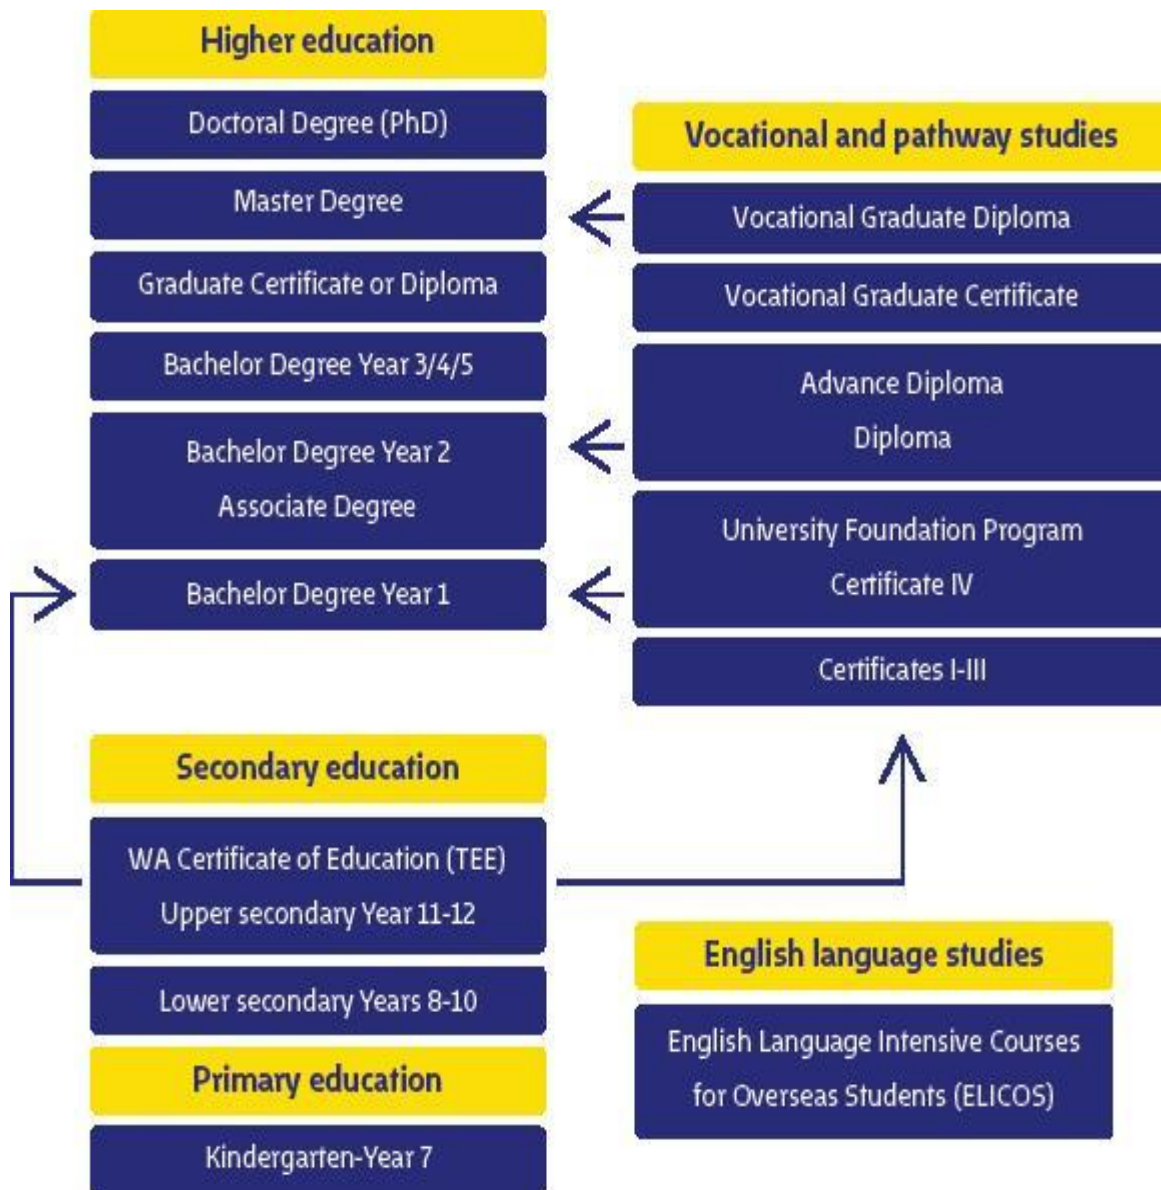 Higher education
Doctoral Degree (PhD)
Master Degree
Graduate Certificate or Diploma
Bachelor Degree Year 3/4/5
Bachelor Degree Year 2
Associate Degree
Bachelor Degree Year 1
Vocational and pathway studies
Vocational Graduate Diploma
Vocational Graduate Certificate
Advance Diploma
Diploma
University Foundation Program
Certificate IV
Certificates I-III
Secondary education
WA Certificate of Education (TEE)
Upper secondary Year 11-12
Lower secondary Years 8-10
Primary education
Kindergarten-Year 7
English language studies
English Language Intensive Courses
for Overseas Students (ELICOS)